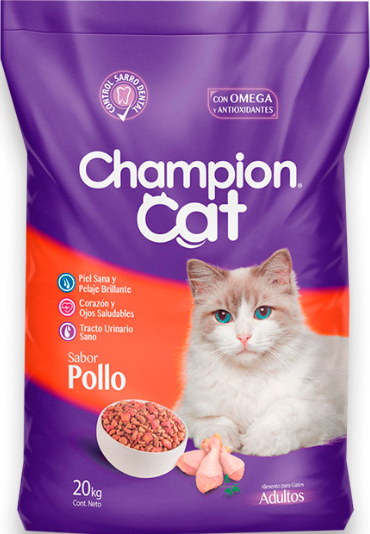 CONTROL SARRO DENTAL
CON OMEGA
Y ANTIOXIDANTES
Champion®
Cat
Piel Sana y
Pelaje Brillante
Corazón y
Ojos Saludables
Tracto Urinario
Sano
Sabor
Pollo
20kg
Cont. Neto
Alimento para Gatos
Adultos